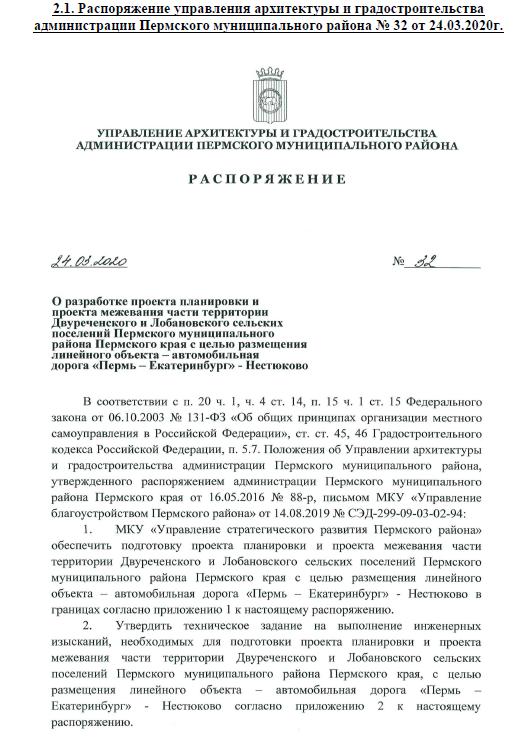 2.1. Распоряжение управления архитектуры и градостроительства
администрации Пермского муниципального района № 32 от 24.03.2020г.
УПРАВЛЕНИЕ АРХИТЕКТУРЫ И ГРАДОСТРОИТЕЛЬСТВА
АДМИНИСТРАЦИИ ПЕРМСКОГО МУНИЦИПАЛЬНОГО РАЙОНА
РАСПОРЯЖЕНИЕ
24.03.2020 № 32
О разработке проекта планировки и
проекта межевания части территории
Двуреченского и Лобановского сельских
поселений Пермского муниципального
района Пермского края с целью размещения
линейного объекта – автомобильная
дорога «Пермь – Екатеринбург» - Нестюково
В соответствии с п. 20 ч. 1, ч. 4 ст. 14, п. 15 ч. 1 ст. 15 Федерального
закона от 06.10.2003 № 131-ФЗ «Об общих принципах организации местного
самоуправления в Российской Федерации», ст. ст. 45, 46 Градостроительного
кодекса Российской Федерации, п. 5.7. Положения об Управлении архитектуры
и градостроительства администрации Пермского муниципального района,
утвержденного распоряжением администрации Пермского муниципального
района Пермского края от 16.05.2016 № 88-р, письмом МКУ «Управление
благоустройством Пермского района» от 14.08.2019 № СЭД-299-09-03-02-94:
1. МКУ «Управление стратегического развития Пермского района»
обеспечить подготовку проекта планировки и проекта межевания части
территории Двуреченского и Лобановского сельских поселений Пермского
муниципального района Пермского края с целью размещения линейного
объекта – автомобильная дорога «Пермь – Екатеринбург» - Нестюково в
границах согласно приложению 1 к настоящему распоряжению.
2. Утвердить техническое задание на выполнение инженерных
изысканий, необходимых для подготовки проекта планировки и проекта
межевания части территории Двуреченского и Лобановского сельских
поселений Пермского муниципального района Пермского края, с целью
размещения линейного объекта – автомобильная дорога «Пермь –
Екатеринбург» - Нестюково согласно приложению 2 к настоящему
распоряжению.